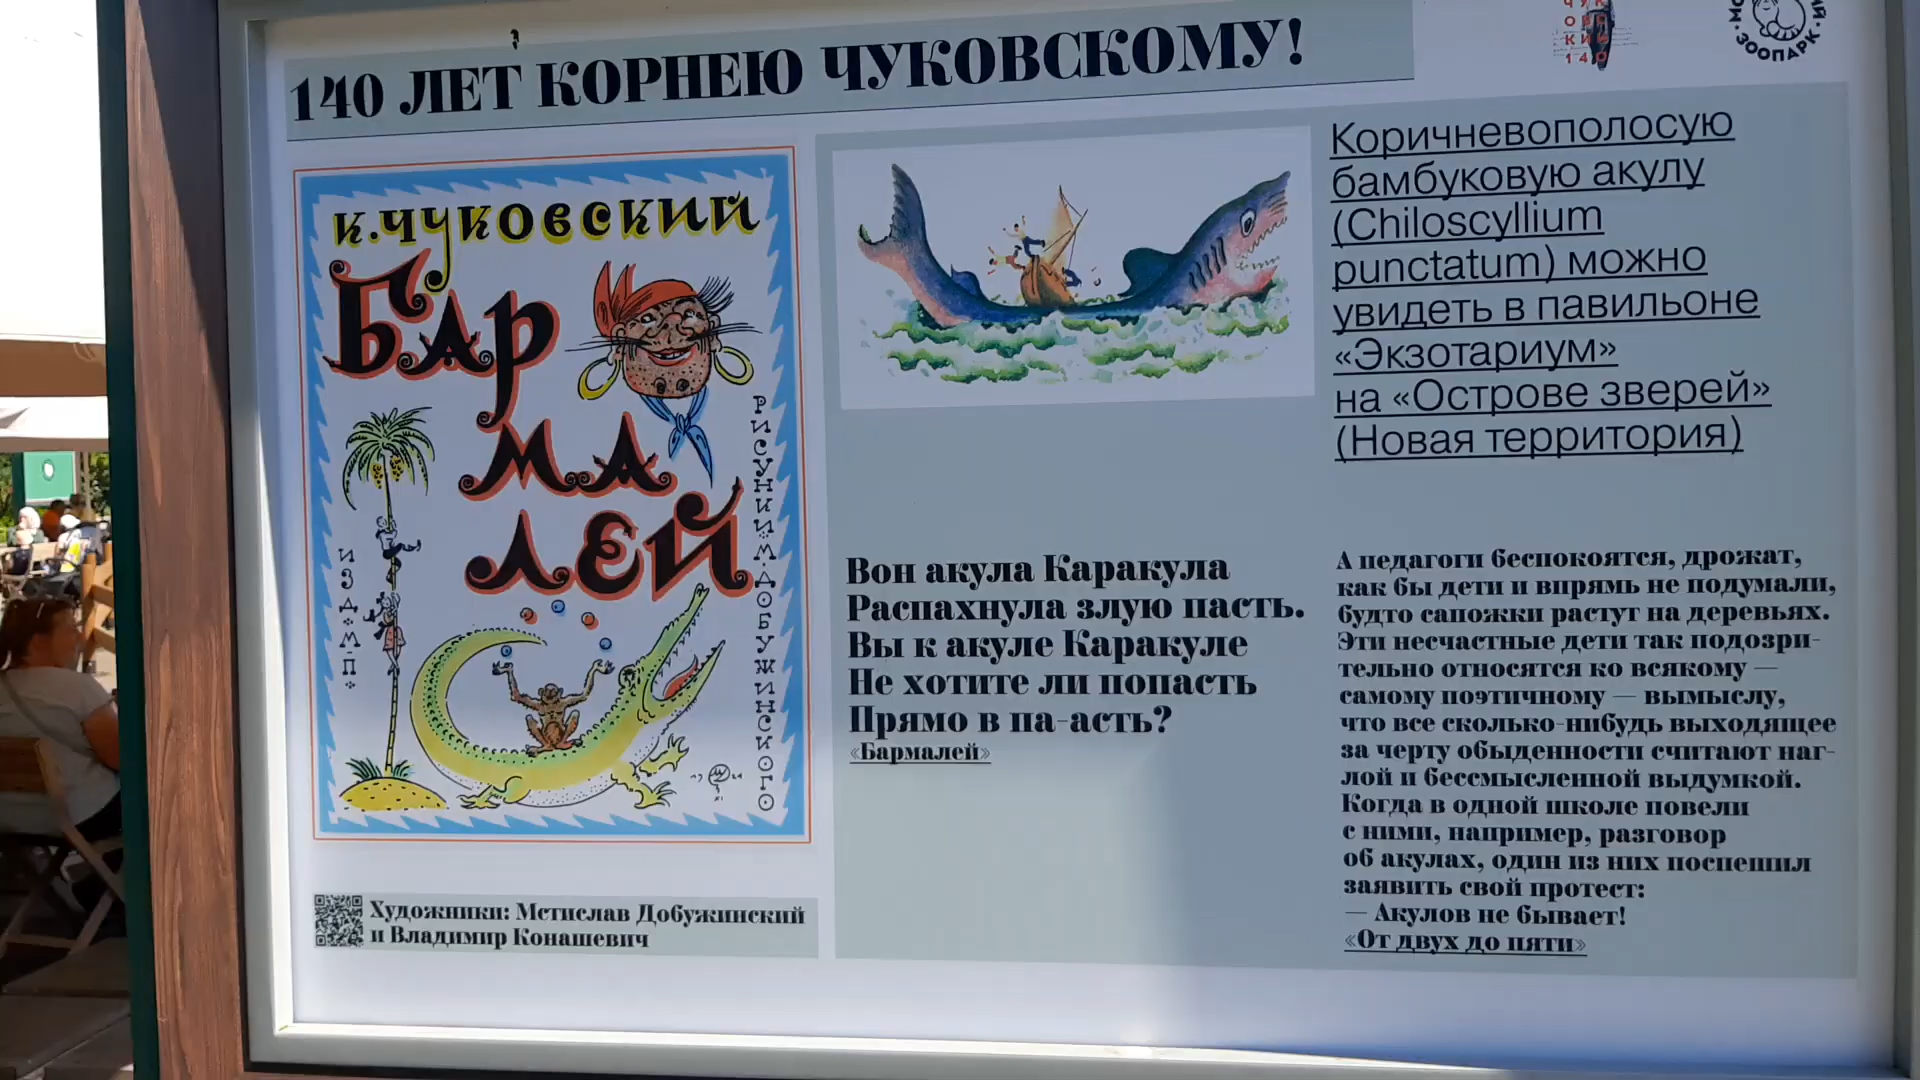 140 ЛЕТ КОРНЕЮ ЧУКОВСКОМУ!
ЧУК
ОВС
КИЙ
140
ЗООПАРК
К. ЧУКОВСКИЙ
БАР
МА
ЛЕЙ
РИСУНКИ М. ДОБУЖИНСКОГО
ИЗД. М. П.
Художники: Мстислав Добужинский
и Владимир Конашевич
Вон акула Каракула
Распахнула злую пасть.
Вы к акуле Каракуле
Не хотите ли попасть
Прямо в па-асть?
«Бармалей»
Коричневополосую
бамбуковую акулу
(Chiloscyllium
punctatum) можно
увидеть в павильоне
«Экзотариум»
на «Острове зверей»
(Новая территория)
А педагоги беспокоятся, дрожат,
как бы дети и впрямь не подумали,
будто сапожки растут на деревьях.
Эти несчастные дети так подозри-
тельно относятся ко всякому —
самому поэтичному — вымыслу,
что все сколько-нибудь выходящее
за черту обыденности считают наг-
лой и бессмысленной выдумкой.
Когда в одной школе повели
с ними, например, разговор
об акулах, один из них поспешил
заявить свой протест:
— Акулов не бывает!
«От двух до пяти»